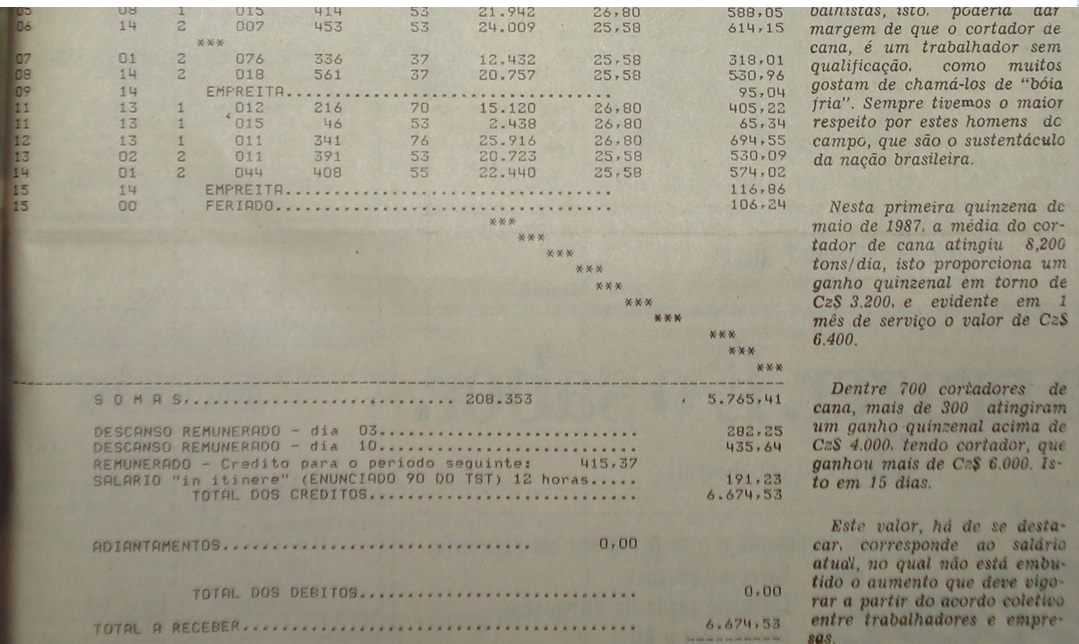 05 08 1 015 414 53 21.942 26,80 588,05
06 14 2 007 453 53 24.009 25,58 614,15
***
07 01 2 076 336 37 12.432 25,58 318,01
08 14 2 018 561 37 20.757 25,58 530,96
09 14 EMPREITA.................................. 95,04
11 13 1 012 216 70 15.120 26,80 405,22
11 13 1 015 46 53 2.438 26,80 65,34
12 13 1 011 341 76 25.916 26,80 694,55
13 02 2 011 391 53 20.723 25,58 530,09
14 01 2 044 408 55 22.440 25,58 574,02
15 14 EMPREITA.................................. 116,86
15 00 FERIADO................................... 106,24
***
***
***
***
***
***
***
***
***
***
S O M A S............................ 208.353 5.765,41
DESCANSO REMUNERADO - dia 03........................... 282,25
DESCANSO REMUNERADO - dia 10........................... 435,64
REMUNERADO - Credito para o periodo seguinte: 415,37
SALARIO "in itinere" (ENUNCIADO 90 DO TST) 12 horas..... 191,23
TOTAL DOS CREDITOS............................ 6.674,53
ADIANTAMENTOS................................ 0,00
TOTAL DOS DEBITOS............................. 0,00
TOTAL A RECEBER......................................... 6.674,53
balhistas, isto, poderia dar
margem de que o cortador de
cana, é um trabalhador sem
qualificação, como muitos
gostam de chamá-los de “bóia
fria”. Sempre tivemos o maior
respeito por estes homens do
campo, que são o sustentáculo
da nação brasileira.
Nesta primeira quinzena de
maio de 1987, a média do cor-
tador de cana atingiu 8,200
tons/dia, isto proporciona um
ganho quinzenal em torno de
Cz$ 3.200, e evidente em 1
mês de serviço o valor de Cz$
6.400.
Dentre 700 cortadores de
cana, mais de 300 atingiram
um ganho quinzenal acima de
Cz$ 4.000, tendo cortador, que
ganhou mais de Cz$ 6.000. Is-
to em 15 dias.
Este valor, há de se desta-
car, corresponde ao salário
atual, no qual não está embu-
tido o aumento que deve vigo-
rar a partir do acordo coletivo
entre trabalhadores e empre-
sas.